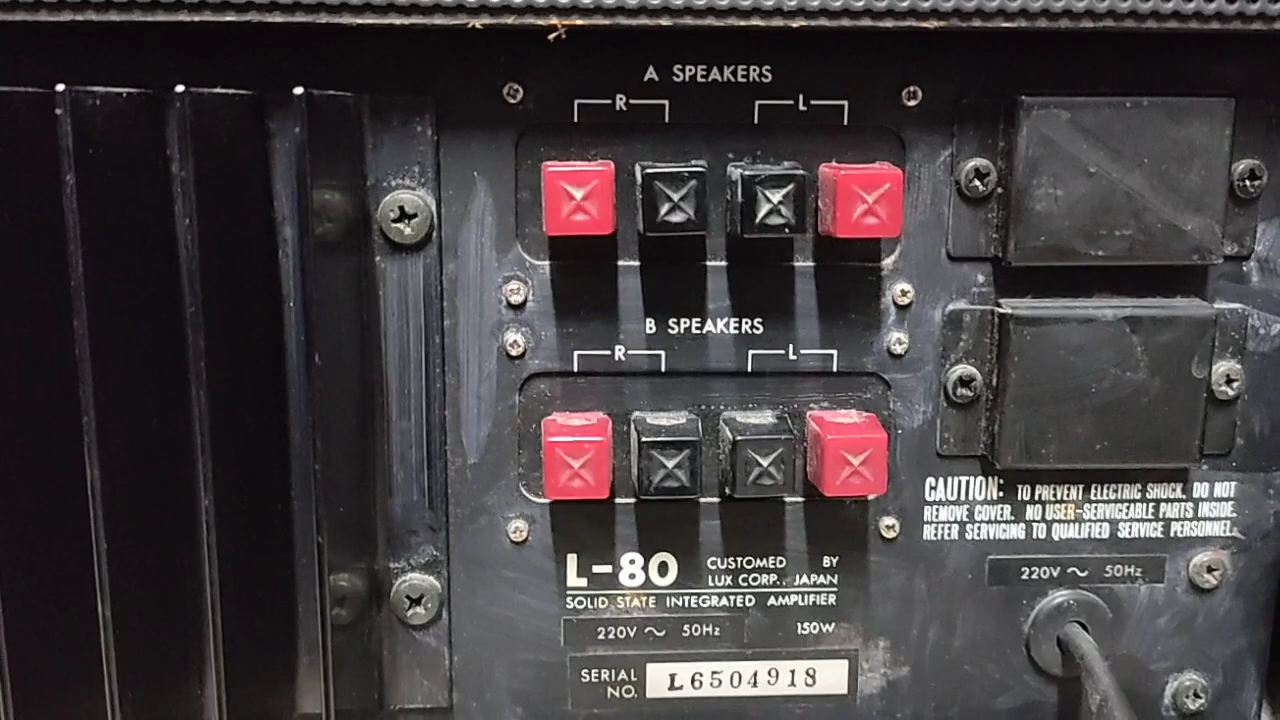 A SPEAKERS
R L
B SPEAKERS
R L
CAUTION: TO PREVENT ELECTRIC SHOCK, DO NOT
REMOVE COVER. NO USER-SERVICEABLE PARTS INSIDE.
REFER SERVICING TO QUALIFIED SERVICE PERSONNEL.
220V ~ 50Hz
L-80 CUSTOMED BY
LUX CORP., JAPAN
SOLID STATE INTEGRATED AMPLIFIER
220V ~ 50Hz 150W
SERIAL
NO. L6504918